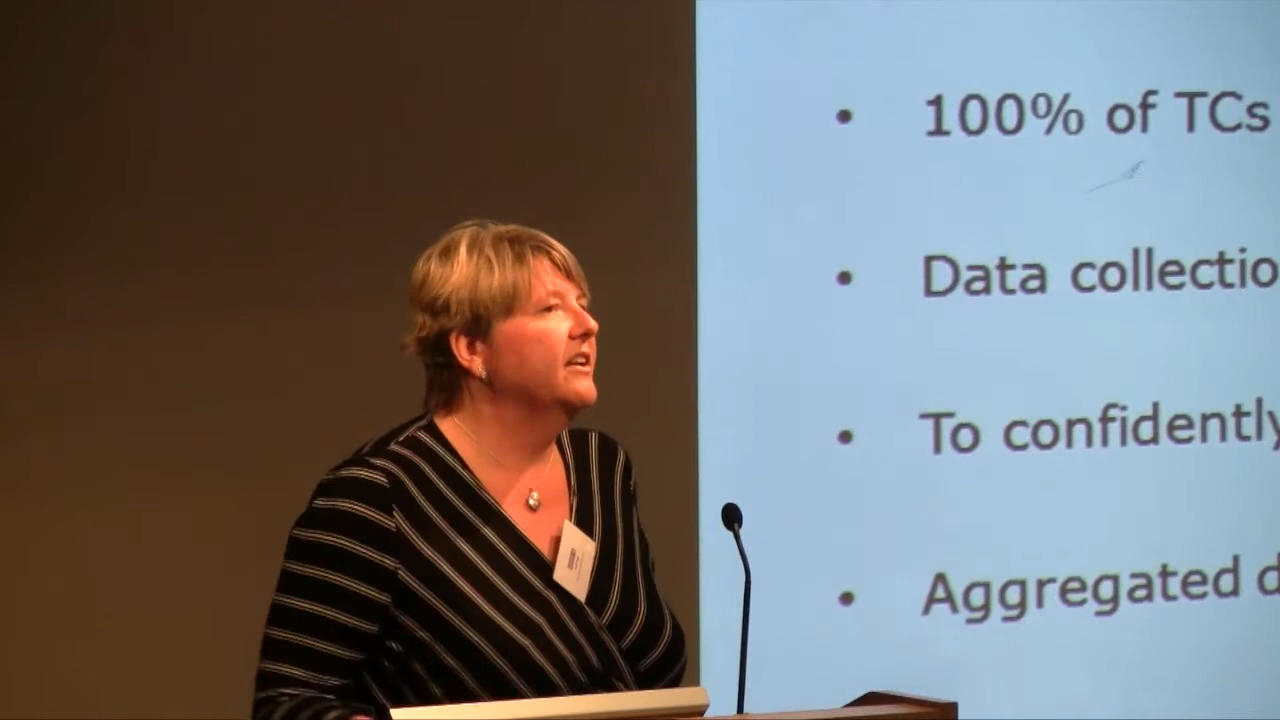 • 100% of TCs
• Data collectio
• To confidently
• Aggregated d